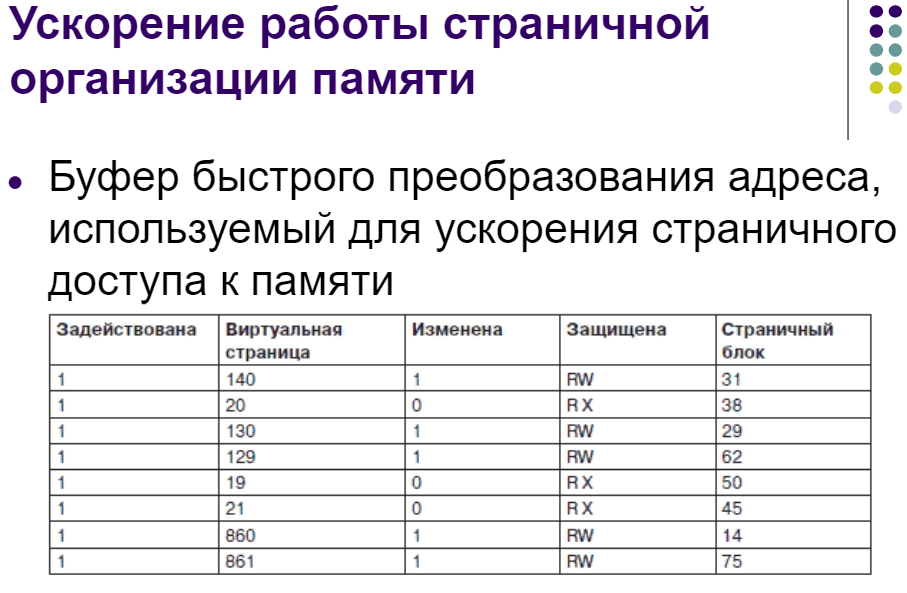 Ускорение работы страничной
организации памяти
Буфер быстрого преобразования адреса,
используемый для ускорения страничного
доступа к памяти
Задействована Виртуальная страница Изменена Защищена Страничный блок
1 140 1 RW 31
1 20 0 R X 38
1 130 1 RW 29
1 129 1 RW 62
1 19 0 R X 50
1 21 0 R X 45
1 860 1 RW 14
1 861 1 RW 75